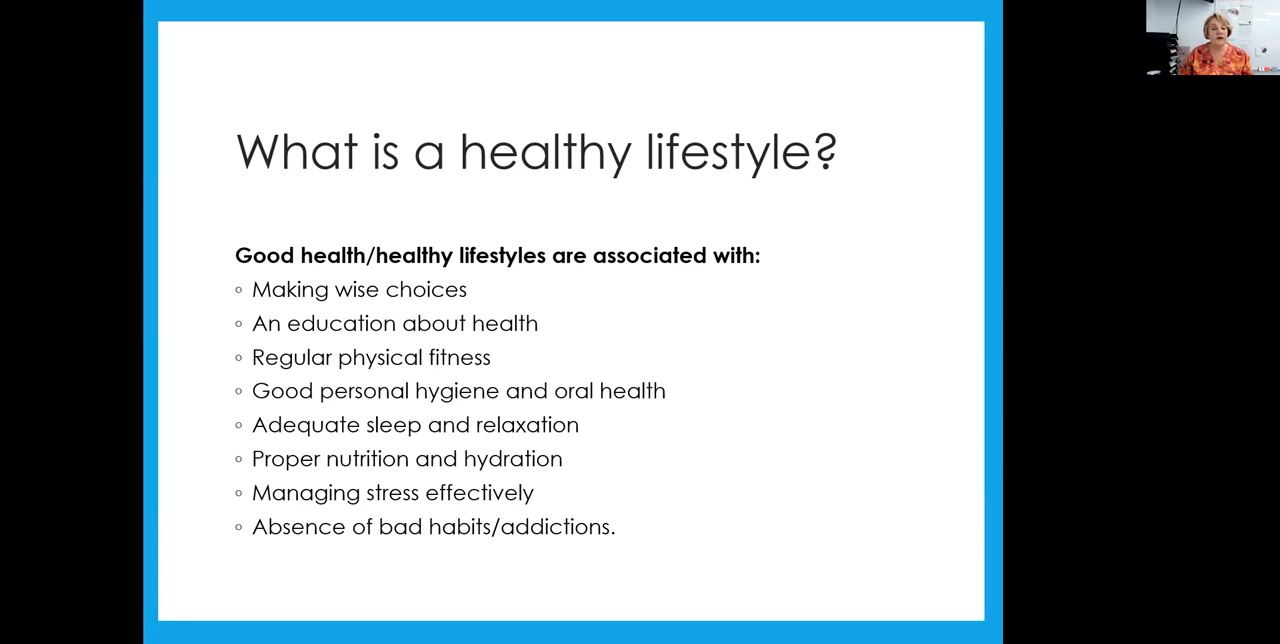 What is a healthy lifestyle?
Good health/healthy lifestyles are associated with:
◦ Making wise choices
◦ An education about health
◦ Regular physical fitness
◦ Good personal hygiene and oral health
◦ Adequate sleep and relaxation
◦ Proper nutrition and hydration
◦ Managing stress effectively
◦ Absence of bad habits/addictions.